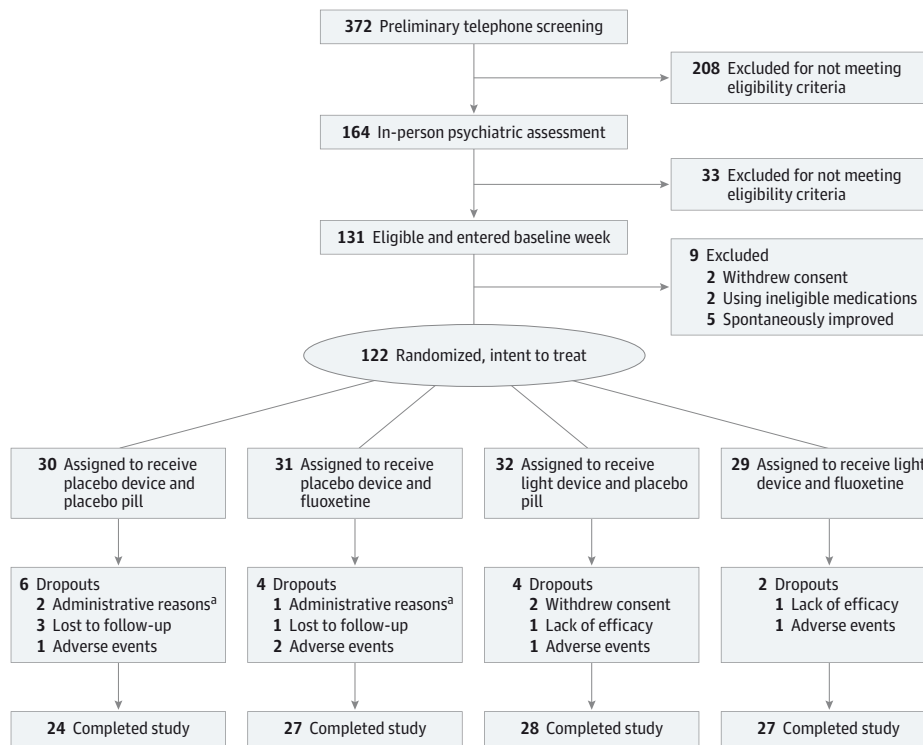 372 Preliminary telephone screening
208 Excluded for not meeting
eligibility criteria
164 In-person psychiatric assessment
33 Excluded for not meeting
eligibility criteria
131 Eligible and entered baseline week
9 Excluded
2 Withdrew consent
2 Using ineligible medications
5 Spontaneously improved
122 Randomized, intent to treat
30 Assigned to receive
placebo device and
placebo pill
31 Assigned to receive
placebo device and
fluoxetine
32 Assigned to receive
light device and placebo
pill
29 Assigned to receive light
device and fluoxetine
6 Dropouts
2 Administrative reasonsa
3 Lost to follow-up
1 Adverse events
4 Dropouts
1 Administrative reasonsa
1 Lost to follow-up
2 Adverse events
4 Dropouts
2 Withdrew consent
1 Lack of efficacy
1 Adverse events
2 Dropouts
1 Lack of efficacy
1 Adverse events
24 Completed study
27 Completed study
28 Completed study
27 Completed study